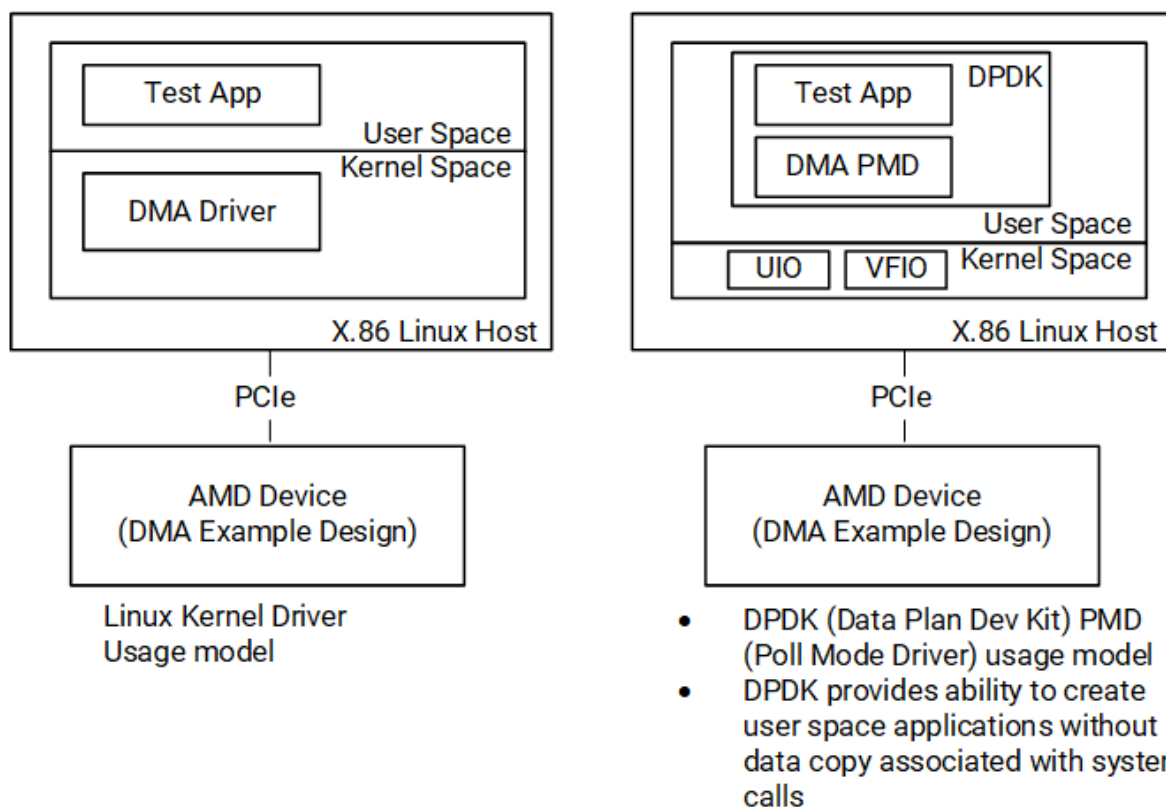 Test App
User Space
Kernel Space
DMA Driver
X.86 Linux Host
PCIe
AMD Device
(DMA Example Design)
Linux Kernel Driver
Usage model
DPDK
Test App
DMA PMD
User Space
Kernel Space
UIO
VFIO
X.86 Linux Host
PCIe
AMD Device
(DMA Example Design)
• DPDK (Data Plan Dev Kit) PMD
(Poll Mode Driver) usage model
• DPDK provides ability to create
user space applications without
data copy associated with system
calls